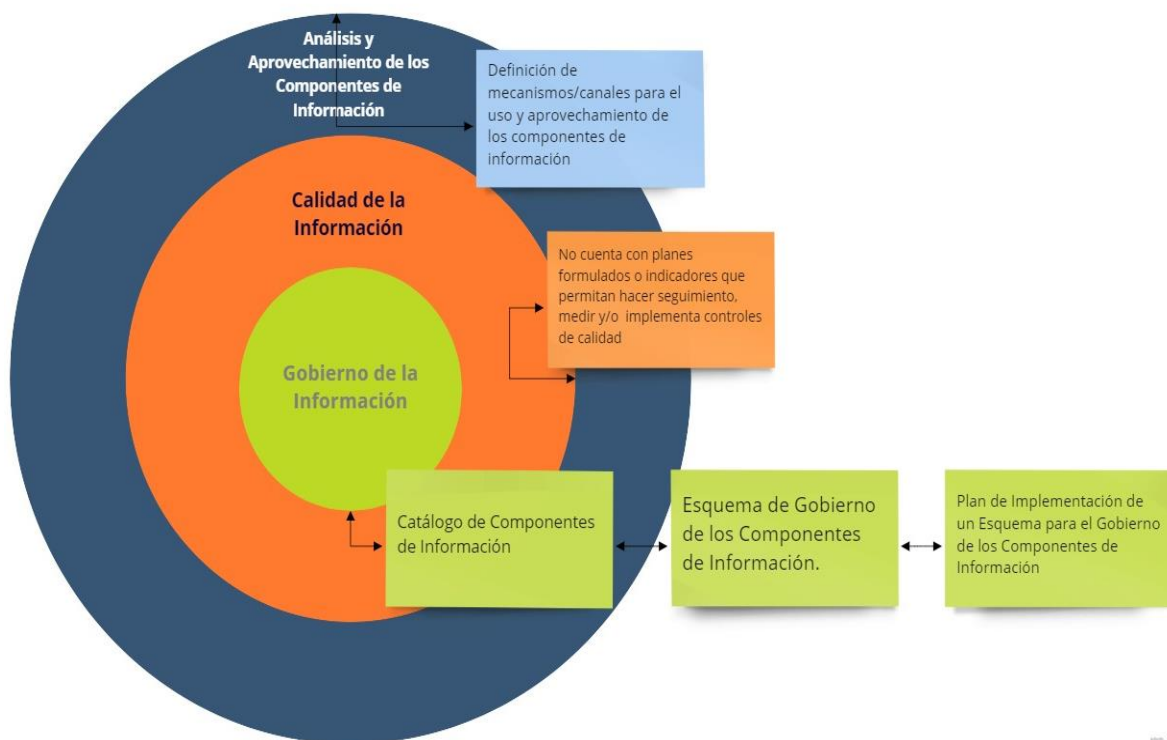 Análisis y
Aprovechamiento de los
Componentes de
Información
Definición de
mecanismos/canales para el
uso y aprovechamiento de
los componentes de
información
Calidad de la
Información
No cuenta con planes
formulados o indicadores que
permitan hacer seguimiento,
medir y/o implementa controles
de calidad
Gobierno de la
Información
Catálogo de Componentes
de Información
Esquema de Gobierno
de los Componentes
de Información.
Plan de Implementación de
un Esquema para el Gobierno
de los Componentes de
Información